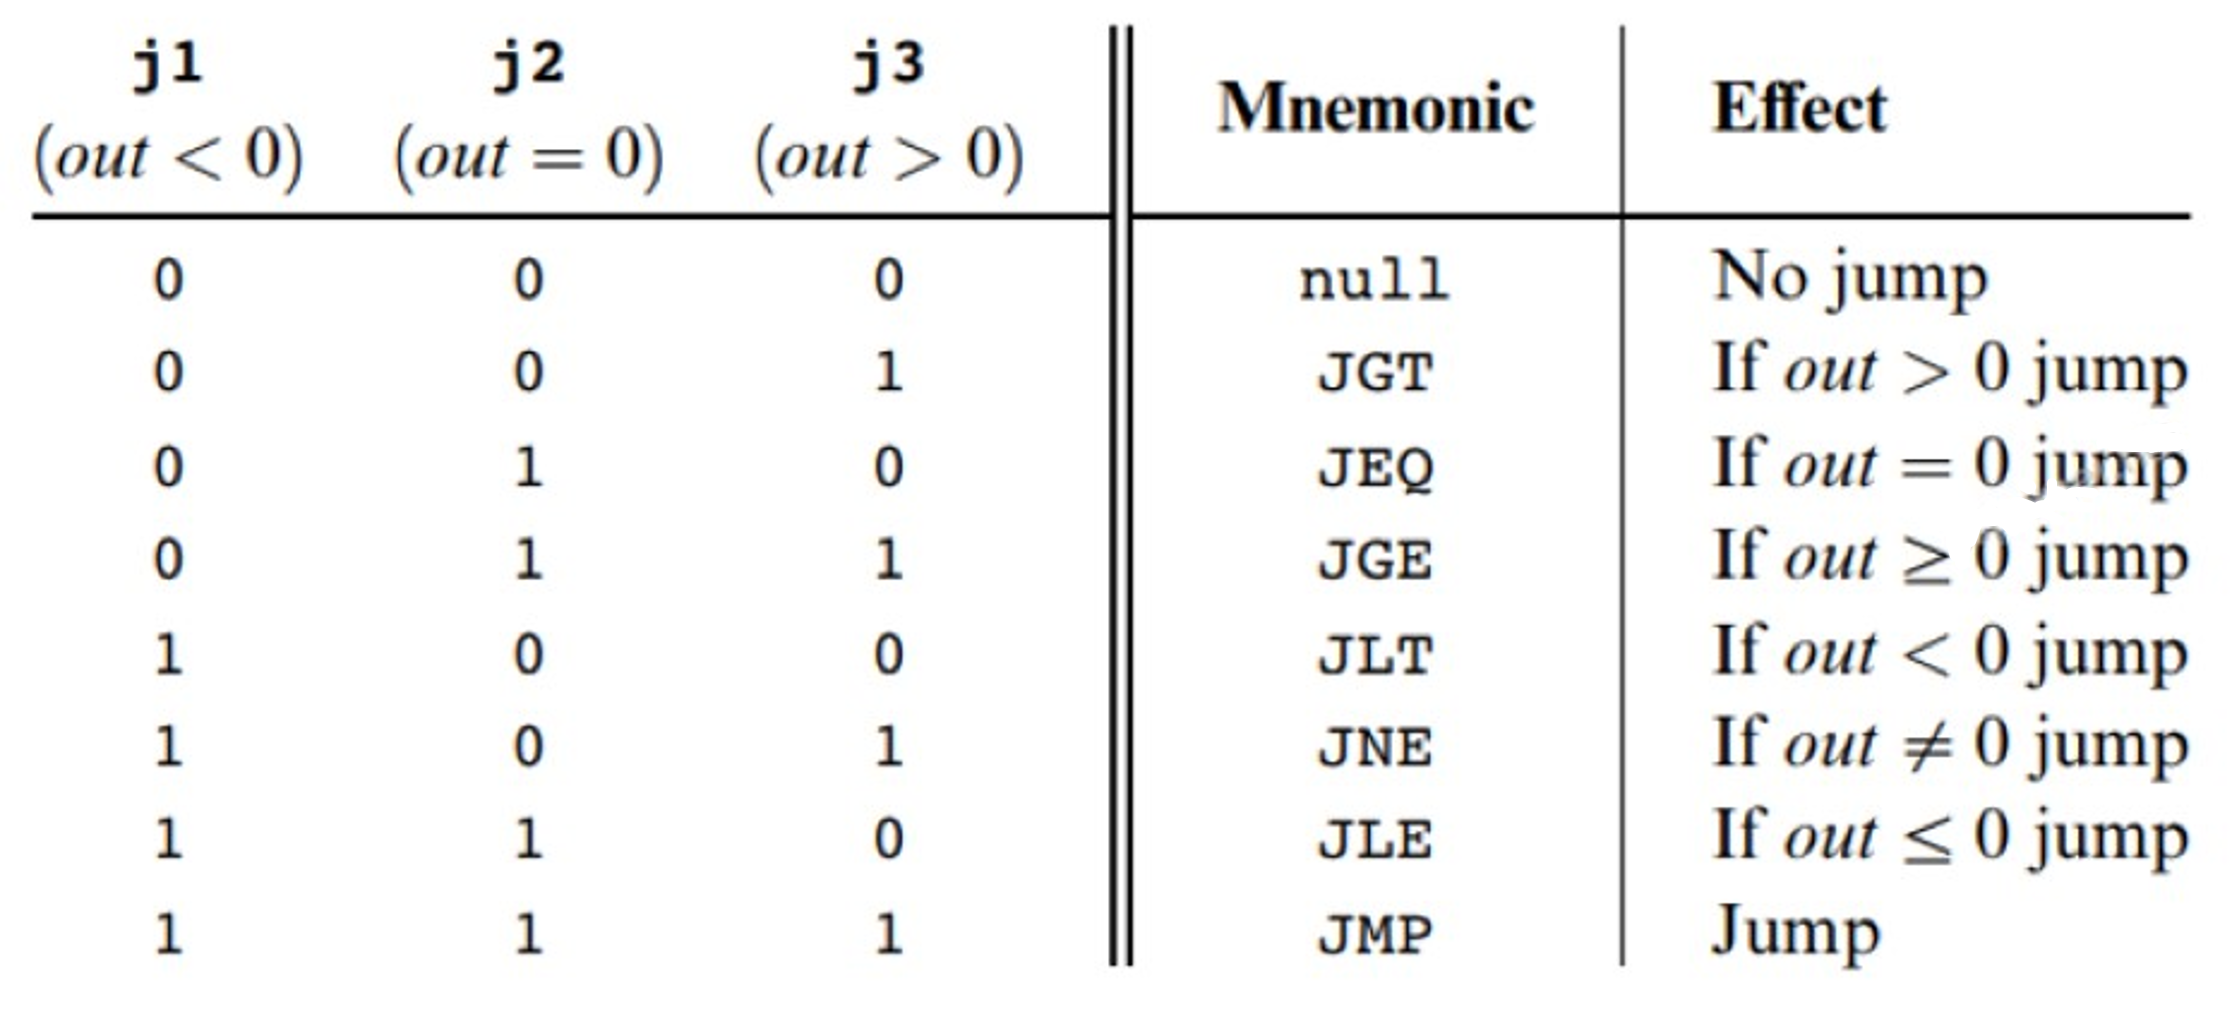 j1 j2 j3 Mnemonic Effect
(out < 0) (out = 0) (out > 0)
0 0 0 null No jump
0 0 1 JGT If out > 0 jump
0 1 0 JEQ If out = 0 jump
0 1 1 JGE If out ≥ 0 jump
1 0 0 JLT If out < 0 jump
1 0 1 JNE If out ≠ 0 jump
1 1 0 JLE If out ≤ 0 jump
1 1 1 JMP Jump